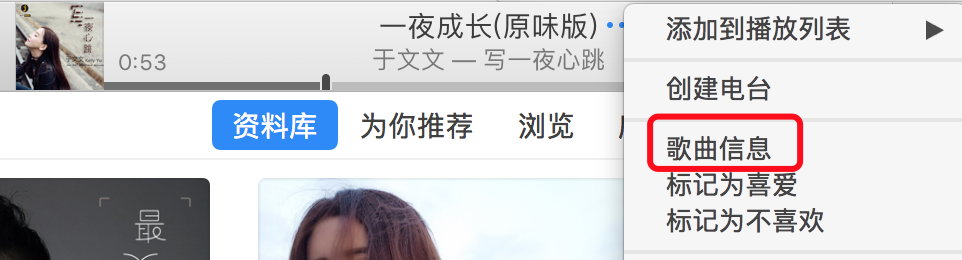 一夜成长(原味版)
于文文 — 写一夜心跳
0:53
写一夜心跳
于文文
资料库
为你推荐
浏览
添加到播放列表
创建电台
歌曲信息
标记为喜爱
标记为不喜欢
最